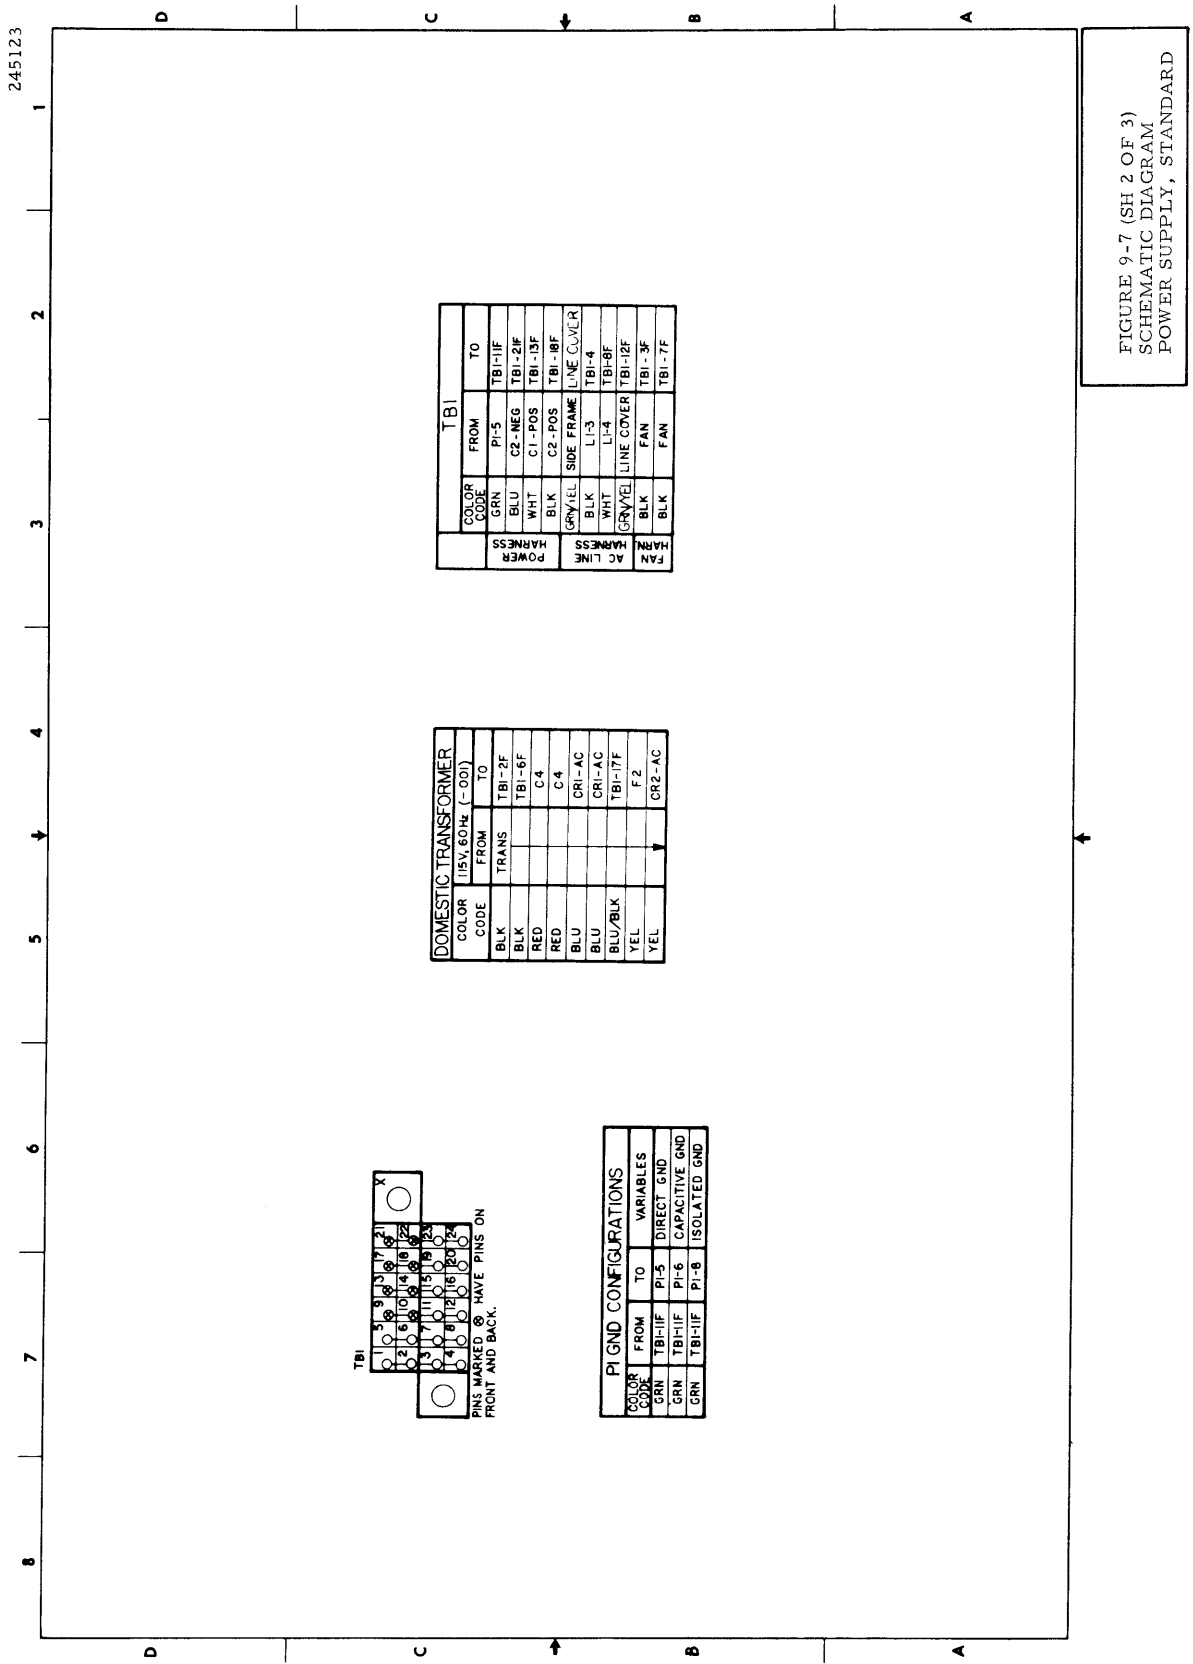 245123
8 7 6 5 4 3 2 1
D
C
B
A
D
C
B
A
TB1
1 5 9 13 17 21 X
2 6 10 14 18 22
3 7 11 15 19 23
4 8 12 16 20 24
PINS MARKED ⊗ HAVE PINS ON
FRONT AND BACK.
P1 GND CONFIGURATIONS
COLOR CODE FROM TO VARIABLES
GRN TB1-11F P1-5 DIRECT GND
GRN TB1-11F P1-6 CAPACITIVE GND
GRN TB1-11F P1-8 ISOLATED GND
DOMESTIC TRANSFORMER
COLOR CODE 115V, 60 Hz (-001)
FROM TO
BLK TRANS TB1-2F
BLK TB1-6F
RED C4
RED C4
BLU CR1-AC
BLU CR1-AC
BLU/BLK TB1-17F
YEL F2
YEL CR2-AC
TB1
COLOR CODE FROM TO
POWER HARNESS
GRN P1-5 TB1-11F
BLU C2-NEG TB1-21F
WHT C1-POS TB1-13F
BLK C2-POS TB1-18F
AC LINE HARNESS
GRN/YEL SIDE FRAME LINE COVER
BLK L1-3 TB1-4
WHT L1-4 TB1-8F
GRN/YEL LINE COVER TB1-12F
FAN HARN.
BLK FAN TB1-3F
BLK FAN TB1-7F
FIGURE 9-7 (SH 2 OF 3)
SCHEMATIC DIAGRAM
POWER SUPPLY, STANDARD